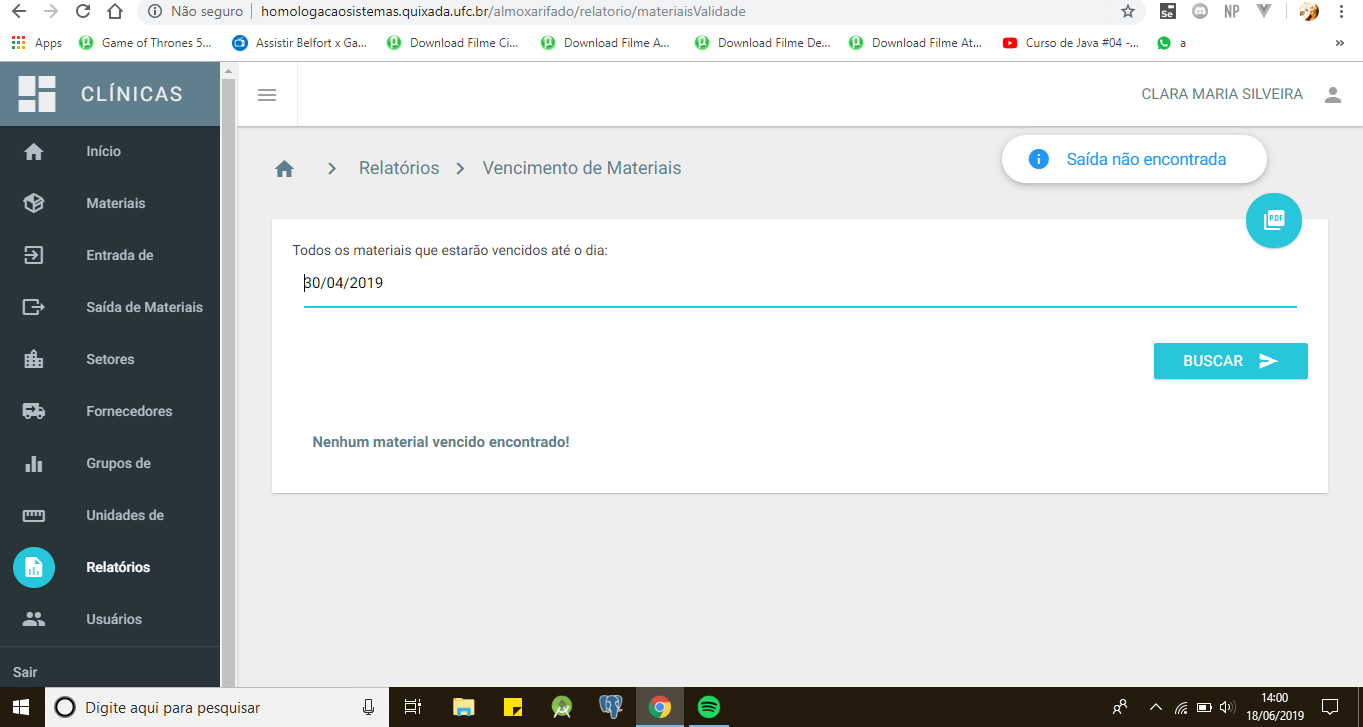 Não seguro | homologacaosistemas.quixada.ufc.br/almoxarifado/relatorio/materiaisValidade
Se NP
Apps Game of Thrones 5... Assistir Belfort x Ga... Download Filme Ci... Download Filme A... Download Filme De... Download Filme At... Curso de Java #04 -... a »
CLÍNICAS
CLARA MARIA SILVEIRA
Início
Materiais
Entrada de
Saída de Materiais
Setores
Fornecedores
Grupos de
Unidades de
Relatórios
Usuários
Sair
Relatórios > Vencimento de Materiais
Saída não encontrada
PDF
Todos os materiais que estarão vencidos até o dia:
30/04/2019
BUSCAR
Nenhum material vencido encontrado!
Digite aqui para pesquisar
14:00
18/06/2019